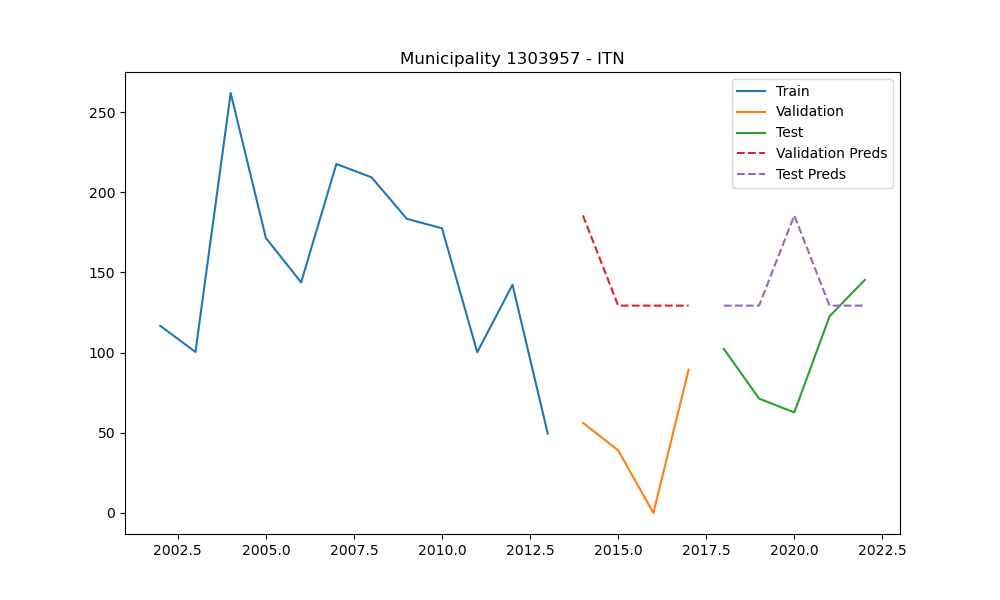 Municipality 1303957 - ITN
Train
Validation
Test
Validation Preds
Test Preds
250
200
150
100
50
0
2002.5 2005.0 2007.5 2010.0 2012.5 2015.0 2017.5 2020.0 2022.5